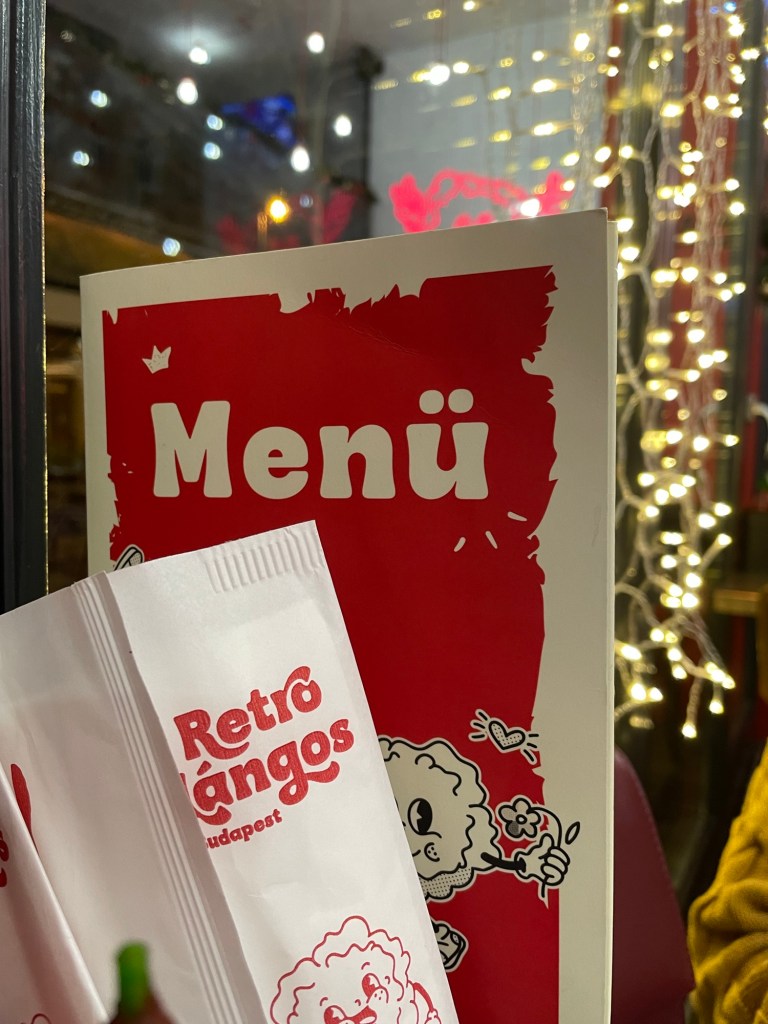 Menü
Retro
Lángos
Budapest